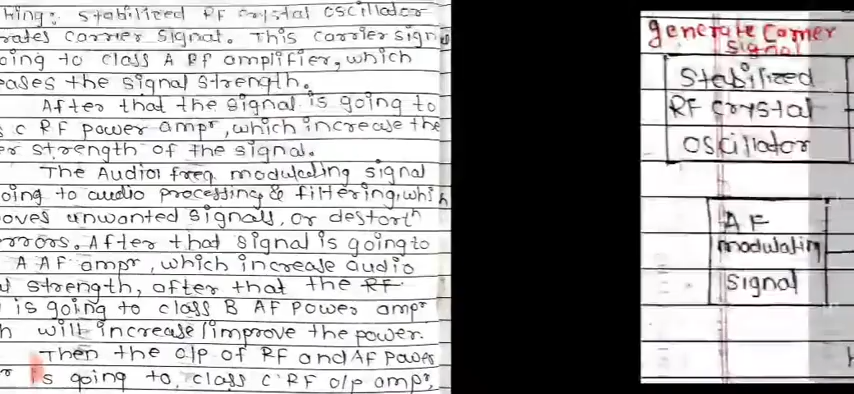 hing: Stabilized RF crystal oscillator
rates carrier signal. This carrier sign
oing to class A RF amplifier, which
eases the signal strength.
After that the signal is going to
s C RF power ampr, which increase the
er strength of the signal.
The Audio freq. modulating signal
oing to audio processing & filtering, whi
oves unwanted signals, or destortn
errors. After that signal is going to
A AF ampr, which increase audio
strength, after that the RF
is going to class B AF Power ampr
h will increase/improve the power.
Then the o/p of RF and AF Power
r is going to, class C RF o/p ampr,
generate Carrier
signal
Stabilized
RF crystal
oscillator
AF
modulating
signal